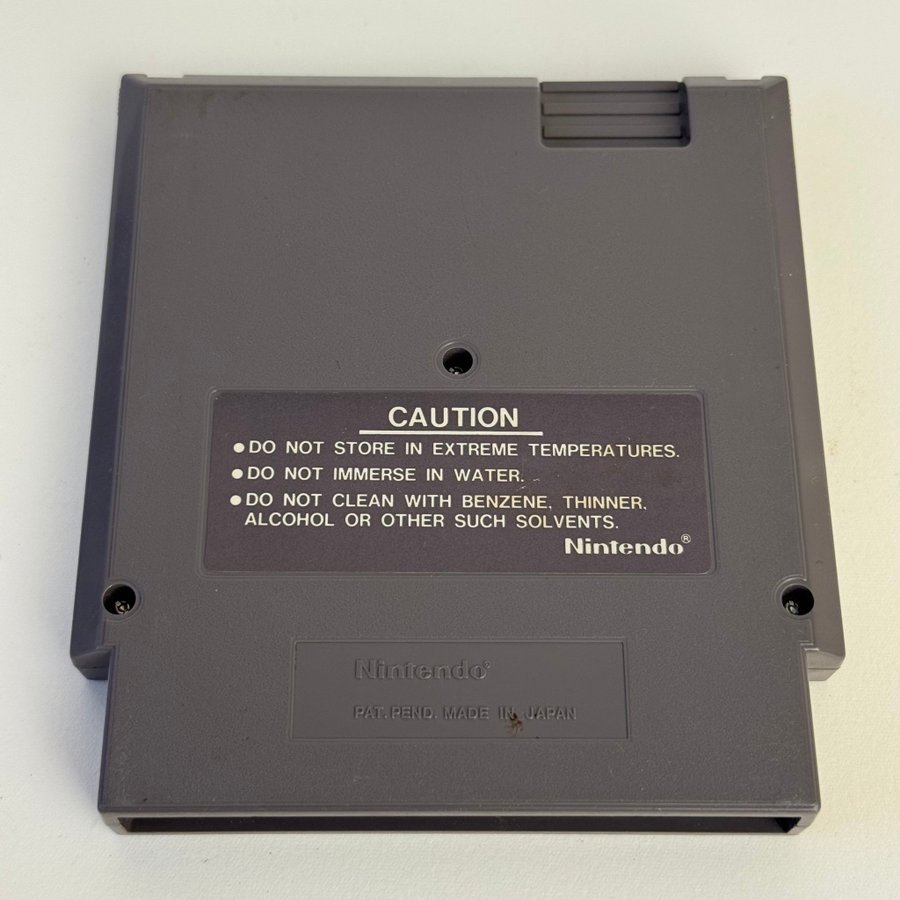 CAUTION
●DO NOT STORE IN EXTREME TEMPERATURES.
●DO NOT IMMERSE IN WATER.
●DO NOT CLEAN WITH BENZENE, THINNER,
ALCOHOL OR OTHER SUCH SOLVENTS.
Nintendo®
Nintendo®
PAT. PEND. MADE IN JAPAN